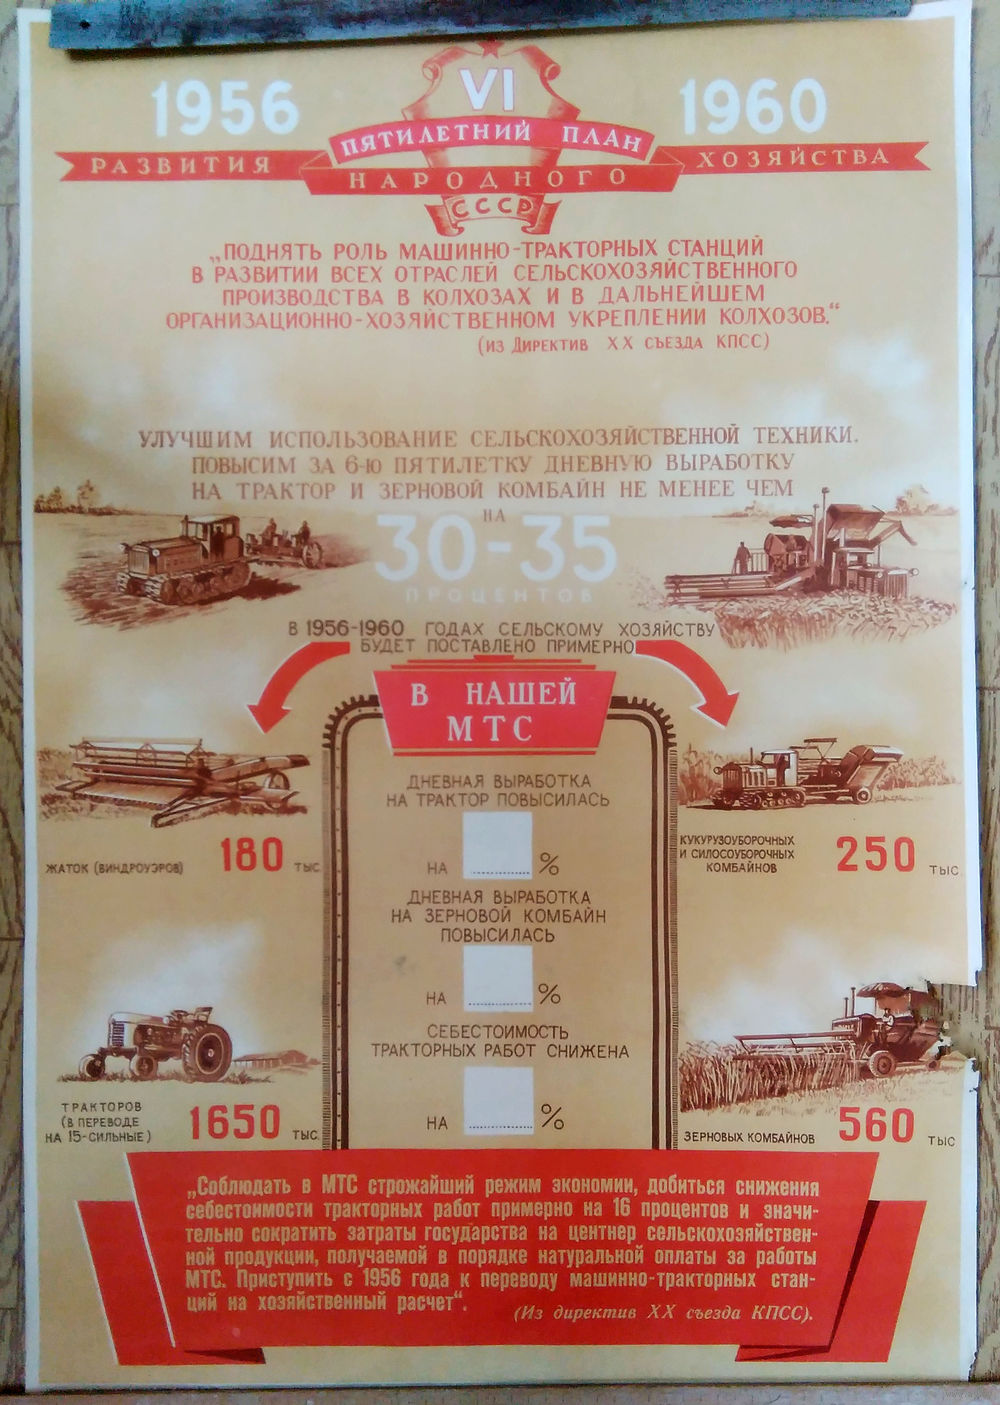 1956
VI
1960
ПЯТИЛЕТНИЙ ПЛАН
РАЗВИТИЯ
НАРОДНОГО
ХОЗЯЙСТВА
СССР
„ПОДНЯТЬ РОЛЬ МАШИННО-ТРАКТОРНЫХ СТАНЦИЙ
В РАЗВИТИИ ВСЕХ ОТРАСЛЕЙ СЕЛЬСКОХОЗЯЙСТВЕННОГО
ПРОИЗВОДСТВА В КОЛХОЗАХ И В ДАЛЬНЕЙШЕМ
ОРГАНИЗАЦИОННО-ХОЗЯЙСТВЕННОМ УКРЕПЛЕНИИ КОЛХОЗОВ.“
(ИЗ ДИРЕКТИВ XX СЪЕЗДА КПСС)
УЛУЧШИМ ИСПОЛЬЗОВАНИЕ СЕЛЬСКОХОЗЯЙСТВЕННОЙ ТЕХНИКИ.
ПОВЫСИМ ЗА 6-Ю ПЯТИЛЕТКУ ДНЕВНУЮ ВЫРАБОТКУ
НА ТРАКТОР И ЗЕРНОВОЙ КОМБАЙН НЕ МЕНЕЕ ЧЕМ
НА
30-35
ПРОЦЕНТОВ
В 1956-1960 ГОДАХ СЕЛЬСКОМУ ХОЗЯЙСТВУ
БУДЕТ ПОСТАВЛЕНО ПРИМЕРНО
В НАШЕЙ
МТС
ДНЕВНАЯ ВЫРАБОТКА
НА ТРАКТОР ПОВЫСИЛАСЬ
НА %
ДНЕВНАЯ ВЫРАБОТКА
НА ЗЕРНОВОЙ КОМБАЙН
ПОВЫСИЛАСЬ
НА %
СЕБЕСТОИМОСТЬ
ТРАКТОРНЫХ РАБОТ СНИЖЕНА
НА %
ЖАТОК (ВИНДРОУЭРОВ) 180 ТЫС.
КУКУРУЗОУБОРОЧНЫХ
И СИЛОСОУБОРОЧНЫХ
КОМБАЙНОВ
250 ТЫС.
ТРАКТОРОВ
(В ПЕРЕВОДЕ
НА 15-СИЛЬНЫЕ)
1650 ТЫС.
ЗЕРНОВЫХ КОМБАЙНОВ 560 ТЫС
„Соблюдать в МТС строжайший режим экономии, добиться снижения
себестоимости тракторных работ примерно на 16 процентов и значи-
тельно сократить затраты государства на центнер сельскохозяйствен-
ной продукции, получаемой в порядке натуральной оплаты за работы
МТС. Приступить с 1956 года к переводу машинно-тракторных стан-
ций на хозяйственный расчет“.
(Из директив XX съезда КПСС).